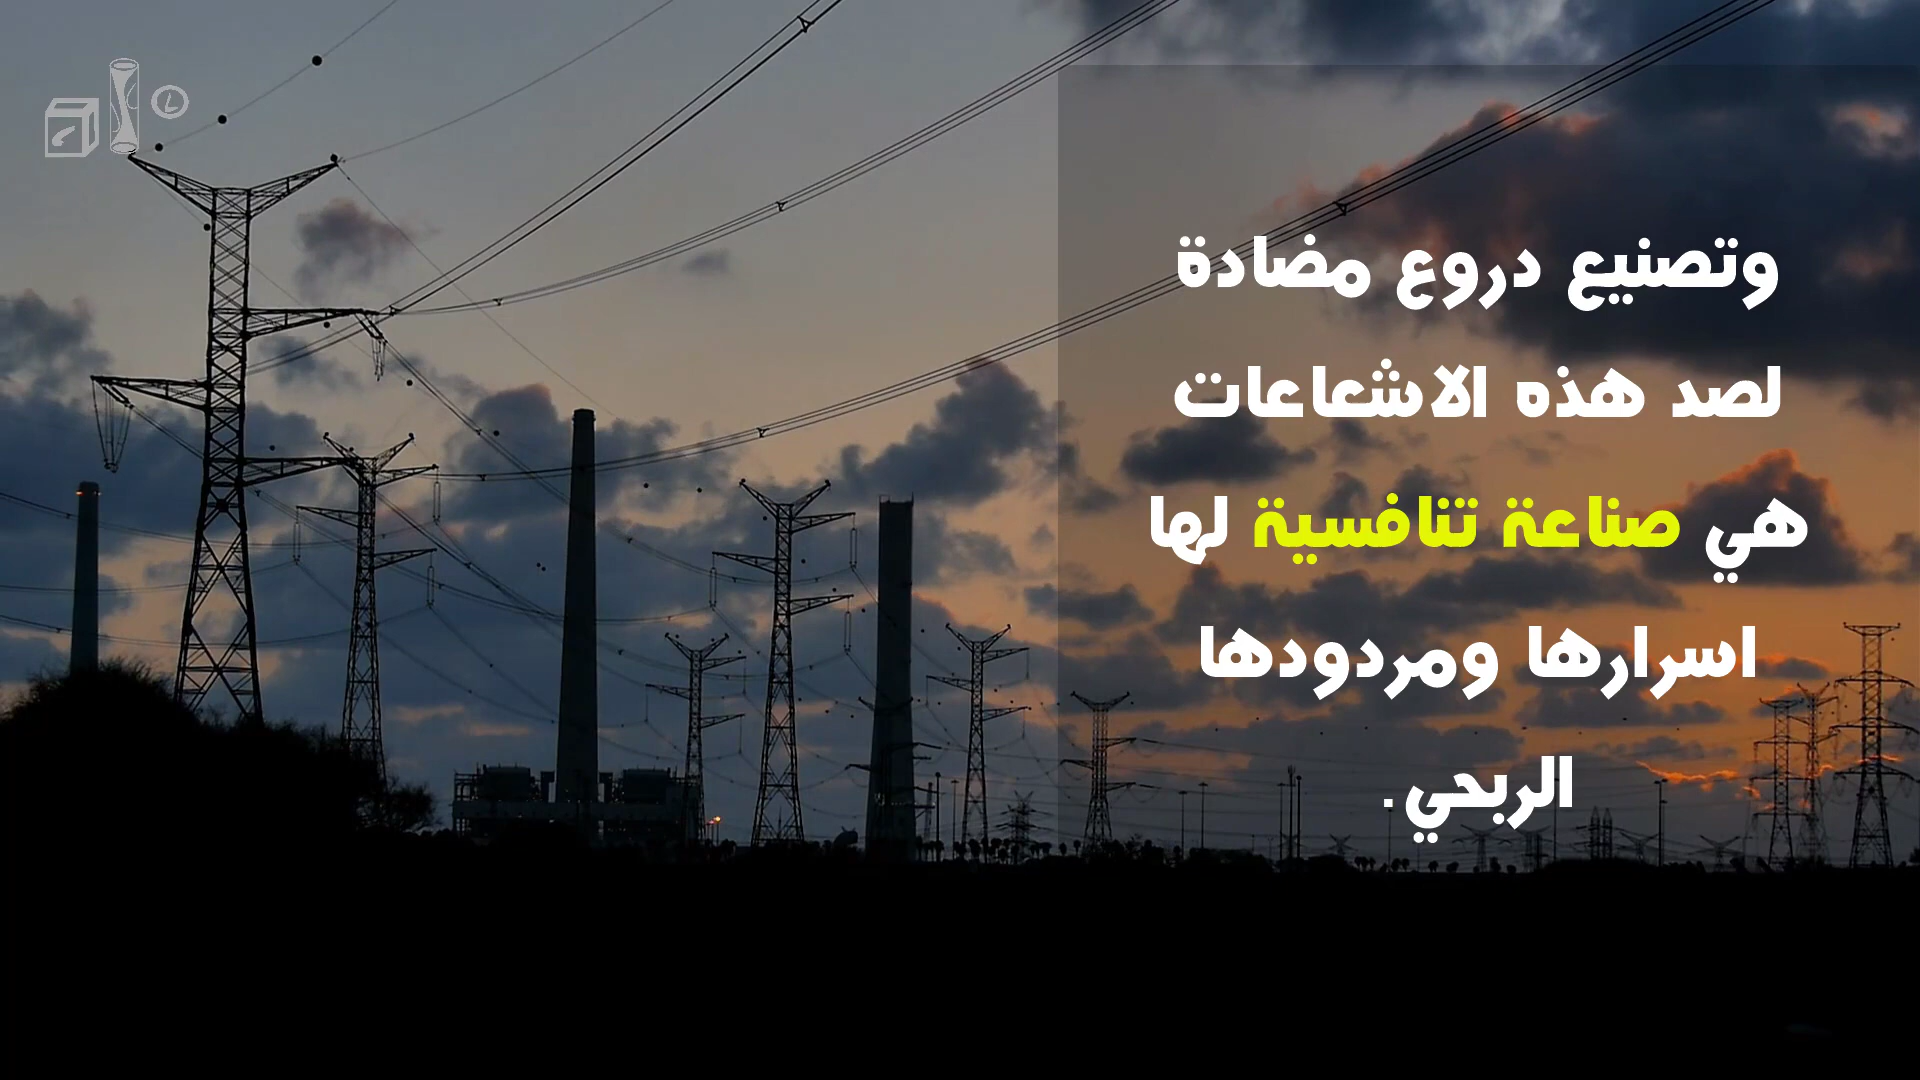 وتصنيع دروع مضادة
لصد هذه الاشعاعات
هي صناعة تنافسية لها
اسرارها ومردودها
الربحي.